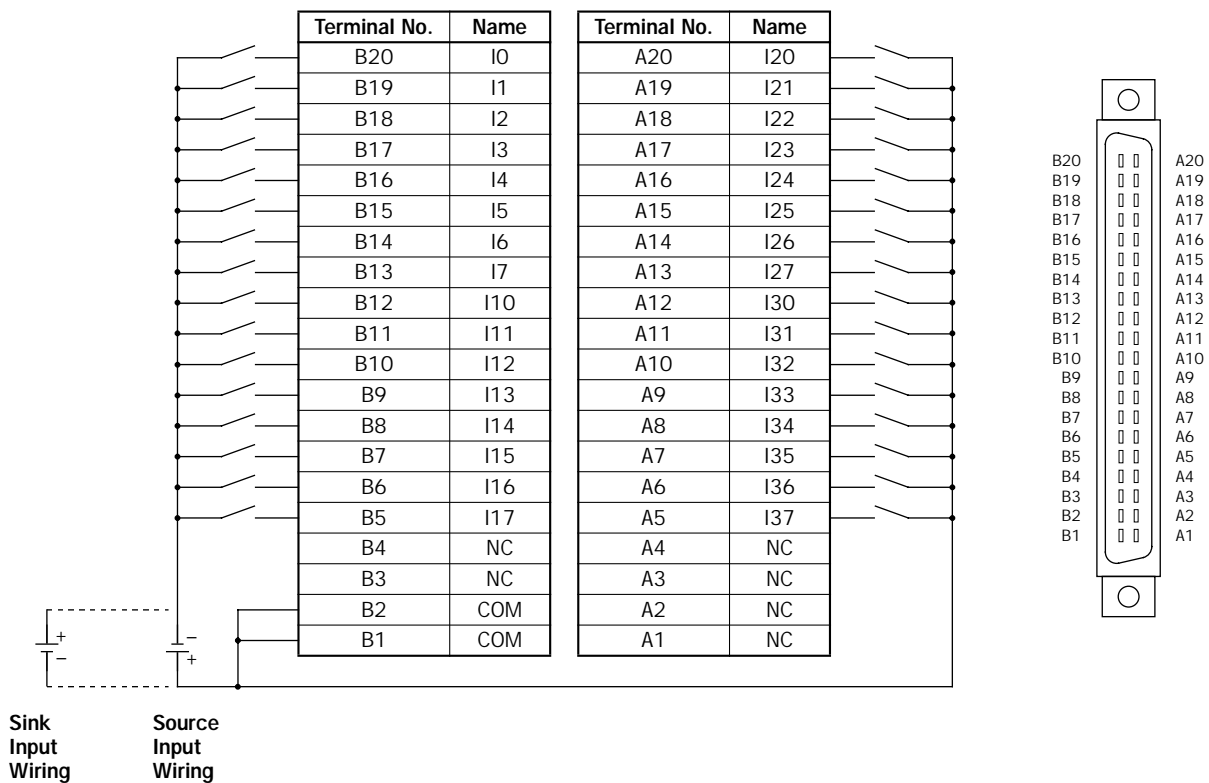 Terminal No. Name Terminal No. Name
B20 I0 A20 I20
B19 I1 A19 I21
B18 I2 A18 I22
B17 I3 A17 I23
B16 I4 A16 I24
B15 I5 A15 I25
B14 I6 A14 I26
B13 I7 A13 I27
B12 I10 A12 I30
B11 I11 A11 I31
B10 I12 A10 I32
B9 I13 A9 I33
B8 I14 A8 I34
B7 I15 A7 I35
B6 I16 A6 I36
B5 I17 A5 I37
B4 NC A4 NC
B3 NC A3 NC
B2 COM A2 NC
B1 COM A1 NC
+ −
− +
Sink Input Wiring
Source Input Wiring
B20 A20
B19 A19
B18 A18
B17 A17
B16 A16
B15 A15
B14 A14
B13 A13
B12 A12
B11 A11
B10 A10
B9 A9
B8 A8
B7 A7
B6 A6
B5 A5
B4 A4
B3 A3
B2 A2
B1 A1